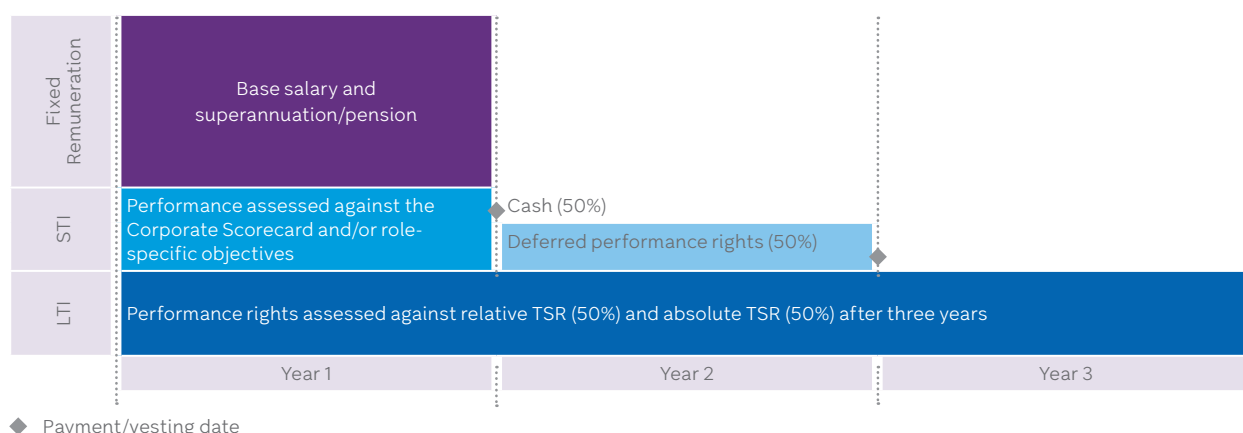 Fixed
Remuneration
Base salary and
superannuation/pension
STI
Performance assessed against the
Corporate Scorecard and/or role-
specific objectives
Cash (50%)
Deferred performance rights (50%)
LTI
Performance rights assessed against relative TSR (50%) and absolute TSR (50%) after three years
Year 1
Year 2
Year 3
Payment/vesting date